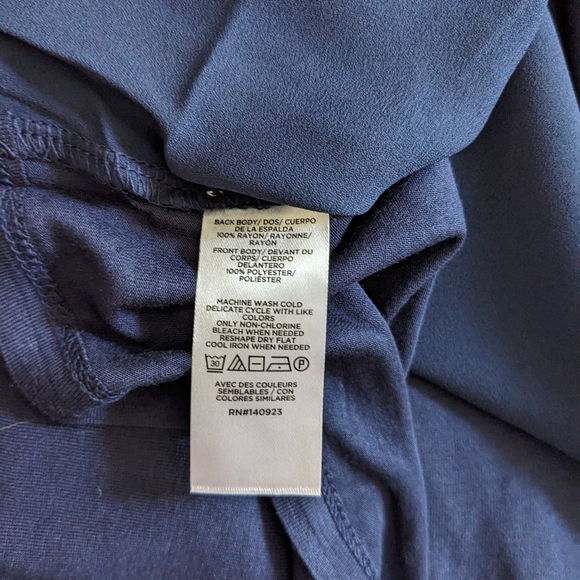 BACK BODY/ DOS/ CUERPO
DE LA ESPALDA
100% RAYON/ RAYONNE/
RAYÓN
FRONT BODY/ DEVANT DU
CORPS/ CUERPO
DELANTERO
100% POLYESTER/
POLIÉSTER
MACHINE WASH COLD
DELICATE CYCLE WITH LIKE
COLORS
ONLY NON-CHLORINE
BLEACH WHEN NEEDED
RESHAPE DRY FLAT
COOL IRON WHEN NEEDED
30 P
AVEC DES COULEURS
SEMBLABLES / CON
COLORES SIMILARES
RN#140923